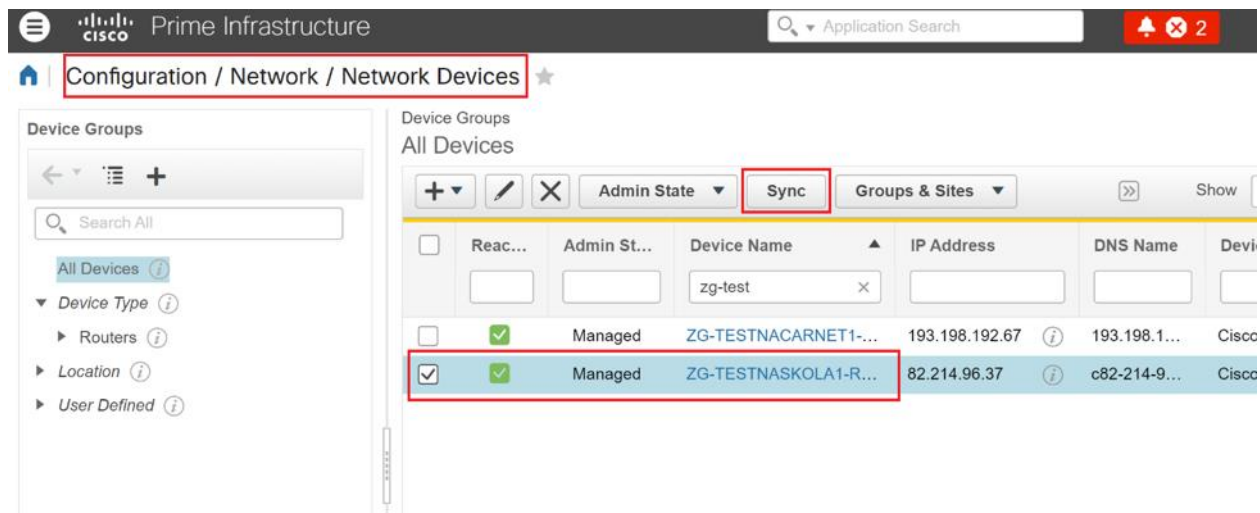 cisco Prime Infrastructure
Application Search
2
Configuration / Network / Network Devices
Device Groups
Search All
All Devices
Device Type
Routers
Location
User Defined
Device Groups
All Devices
Admin State Sync Groups & Sites Show
Reac... Admin St... Device Name IP Address DNS Name Devi
zg-test
Managed ZG-TESTNACARNET1-... 193.198.192.67 193.198.1... Cisco
Managed ZG-TESTNASKOLA1-R... 82.214.96.37 c82-214-9... Cisco